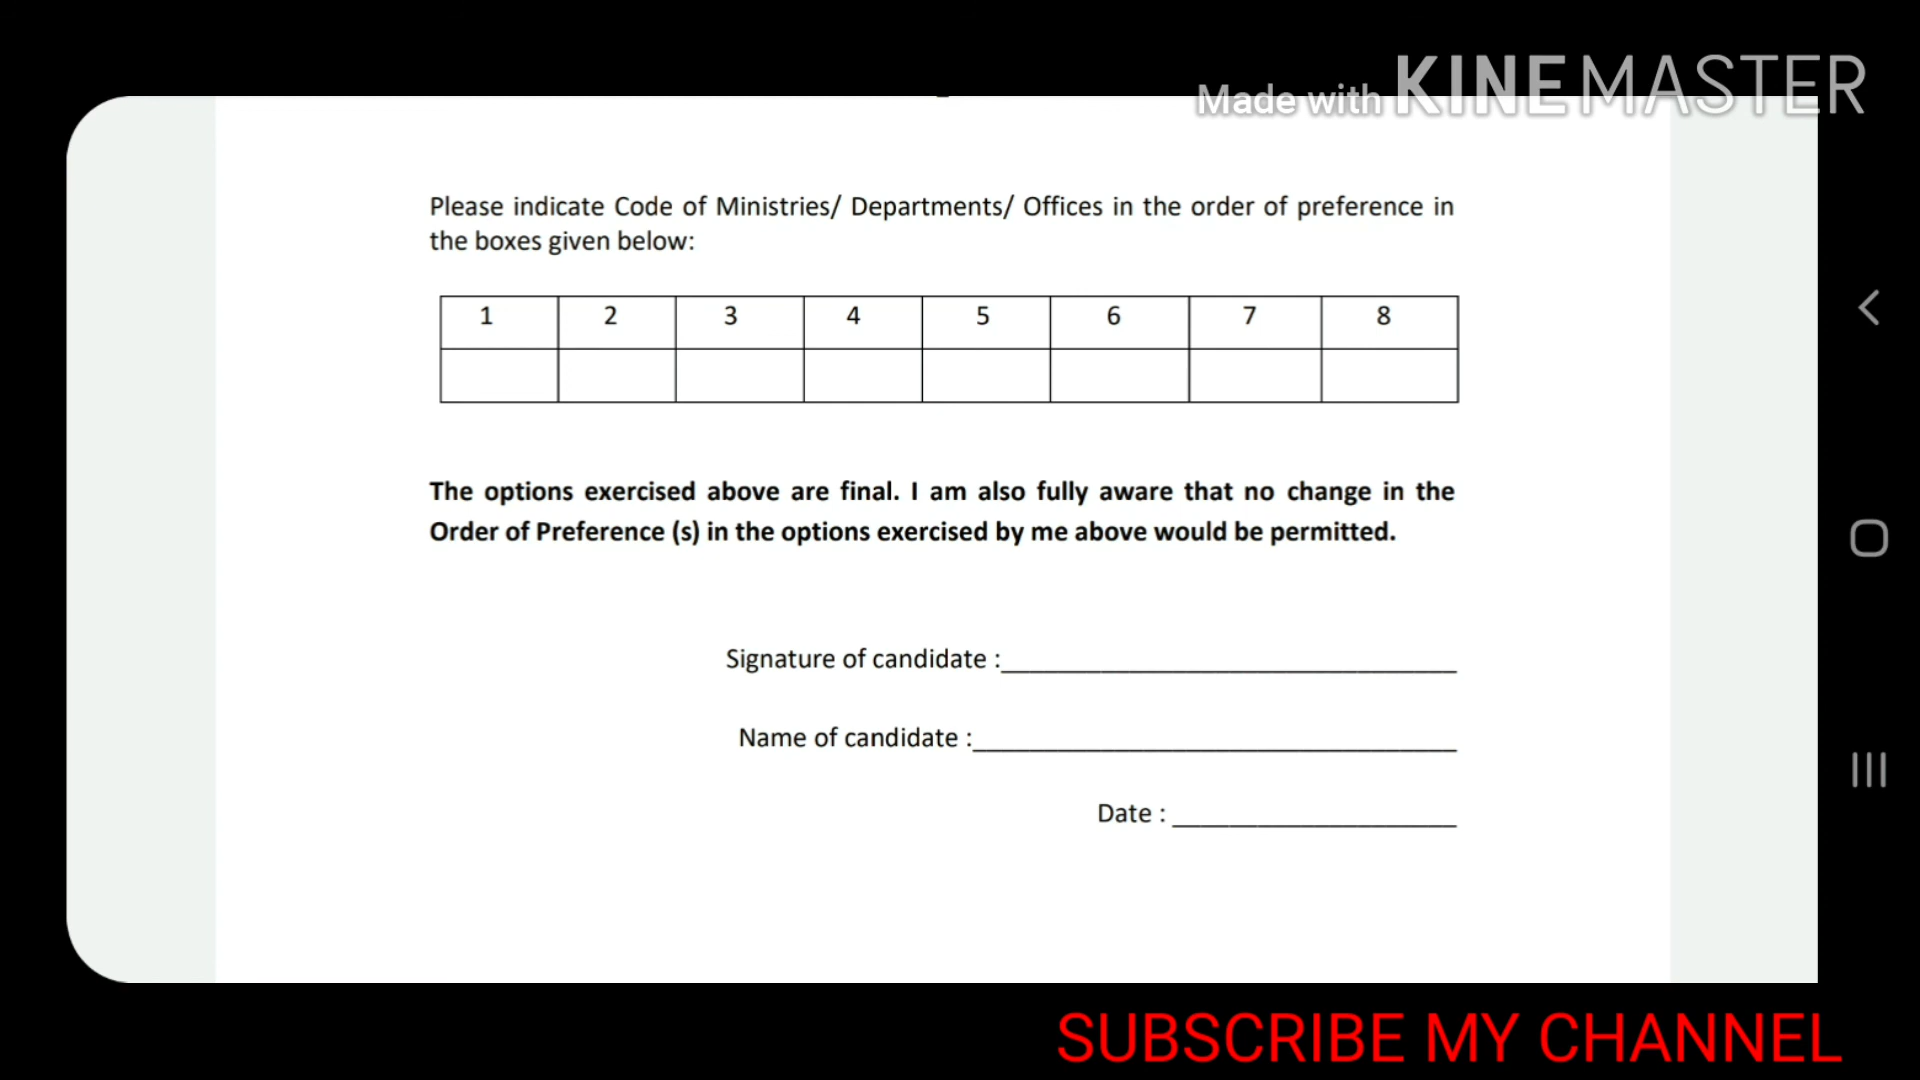 Made with KINEMASTER
Please indicate Code of Ministries/ Departments/ Offices in the order of preference in
the boxes given below:
1 2 3 4 5 6 7 8
The options exercised above are final. I am also fully aware that no change in the
Order of Preference (s) in the options exercised by me above would be permitted.
Signature of candidate :
Name of candidate :
Date :
SUBSCRIBE MY CHANNEL